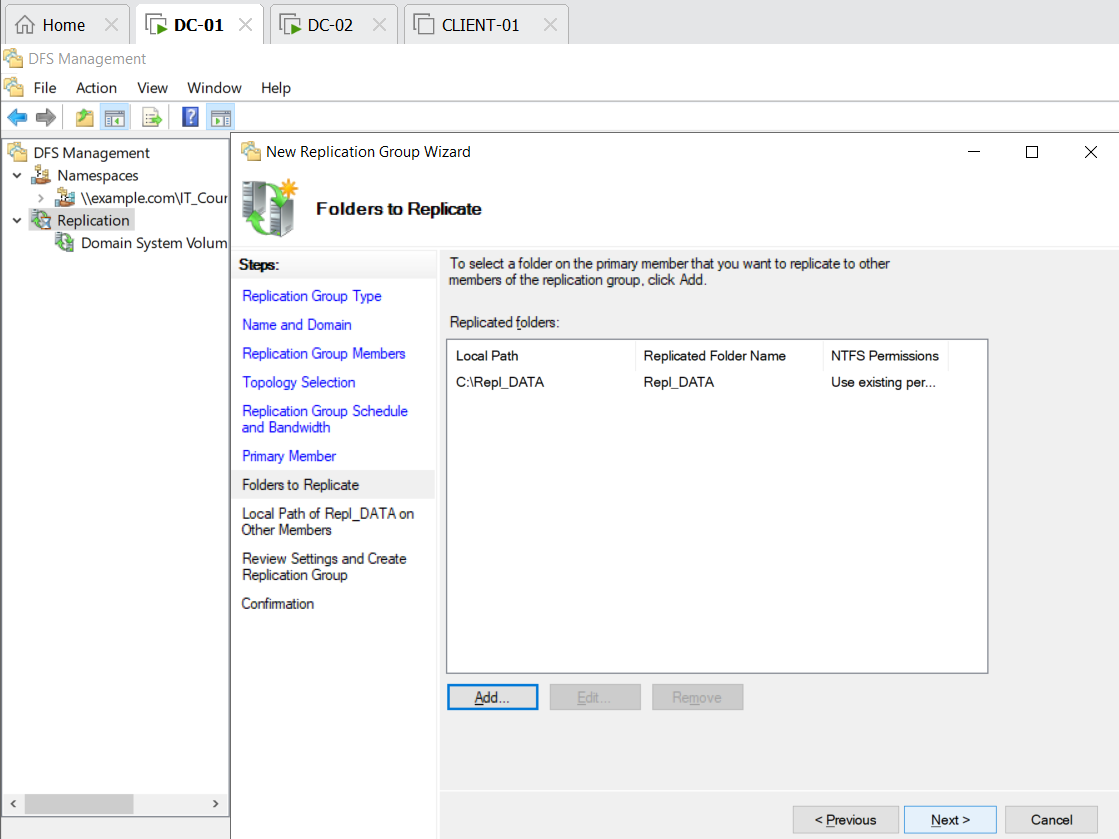 Home
DC-01
DC-02
CLIENT-01
DFS Management
File Action View Window Help
DFS Management
Namespaces
\\example.com\IT_Cour
Replication
Domain System Volum
New Replication Group Wizard
Folders to Replicate
Steps:
Replication Group Type
Name and Domain
Replication Group Members
Topology Selection
Replication Group Schedule
and Bandwidth
Primary Member
Folders to Replicate
Local Path of Repl_DATA on
Other Members
Review Settings and Create
Replication Group
Confirmation
To select a folder on the primary member that you want to replicate to other
members of the replication group, click Add.
Replicated folders:
Local Path Replicated Folder Name NTFS Permissions
C:\Repl_DATA Repl_DATA Use existing per...
Add... Edit... Remove
< Previous Next > Cancel